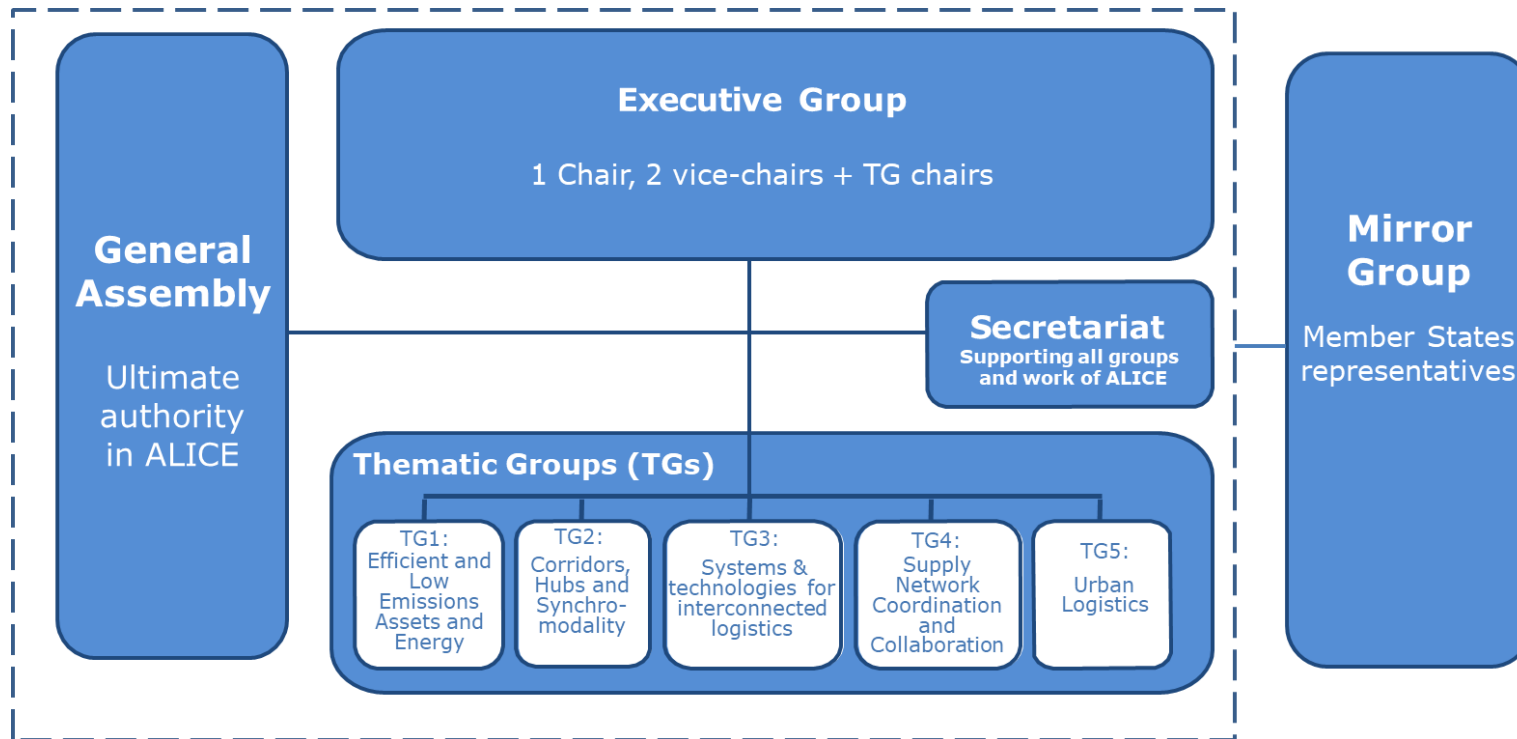 General
Assembly
Ultimate
authority
in ALICE
Executive Group
1 Chair, 2 vice-chairs + TG chairs
Secretariat
Supporting all groups
and work of ALICE
Thematic Groups (TGs)
TG1:
Efficient and
Low
Emissions
Assets and
Energy
TG2:
Corridors,
Hubs and
Synchro-
modality
TG3:
Systems &
technologies for
interconnected
logistics
TG4:
Supply
Network
Coordination
and
Collaboration
TG5:
Urban
Logistics
Mirror
Group
Member States
representatives